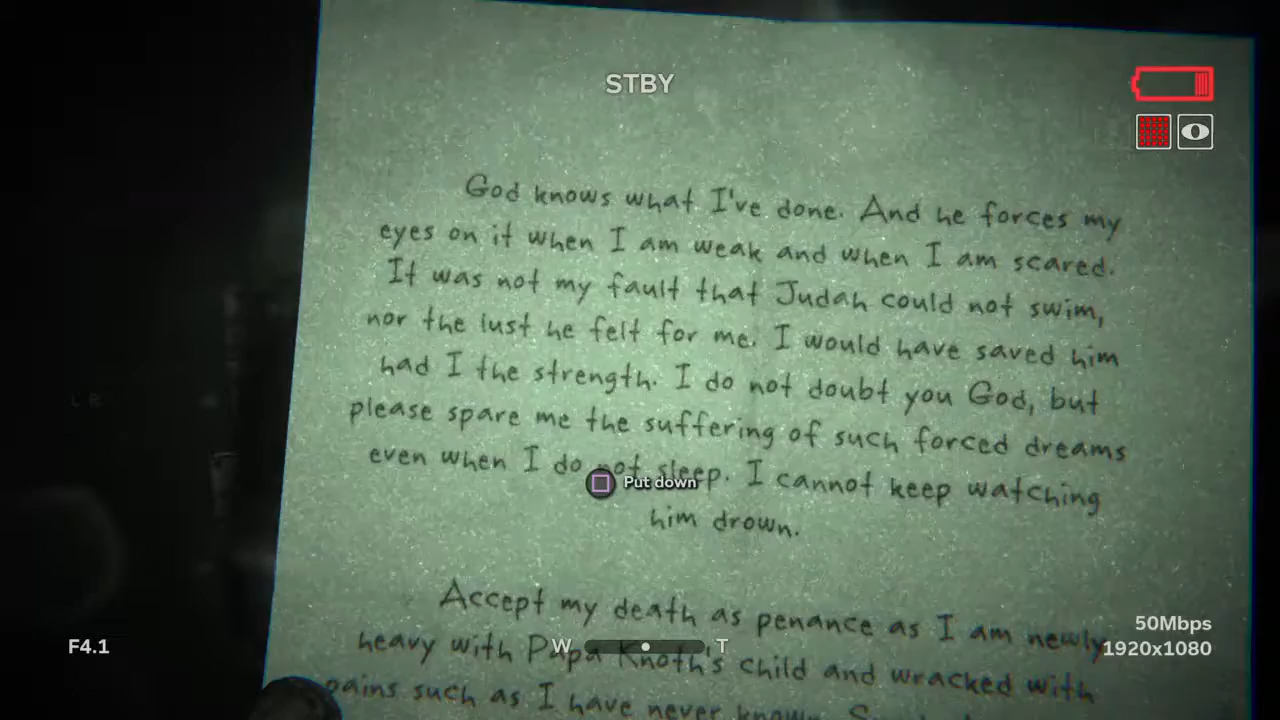 STBY
God knows what I've done. And he forces my
eyes on it when I am weak and when I am scared.
It was not my fault that Judah could not swim,
nor the lust he felt for me. I would have saved him
had I the strength. I do not doubt you God, but
please spare me the suffering of such forced dreams
even when I do not sleep. I cannot keep watching
Put down
him drown.
Accept my death as penance as I am newly
heavy with Papa Knoth's child and wracked with
pains such as I have never known.
F4.1
W T
50Mbps
1920x1080